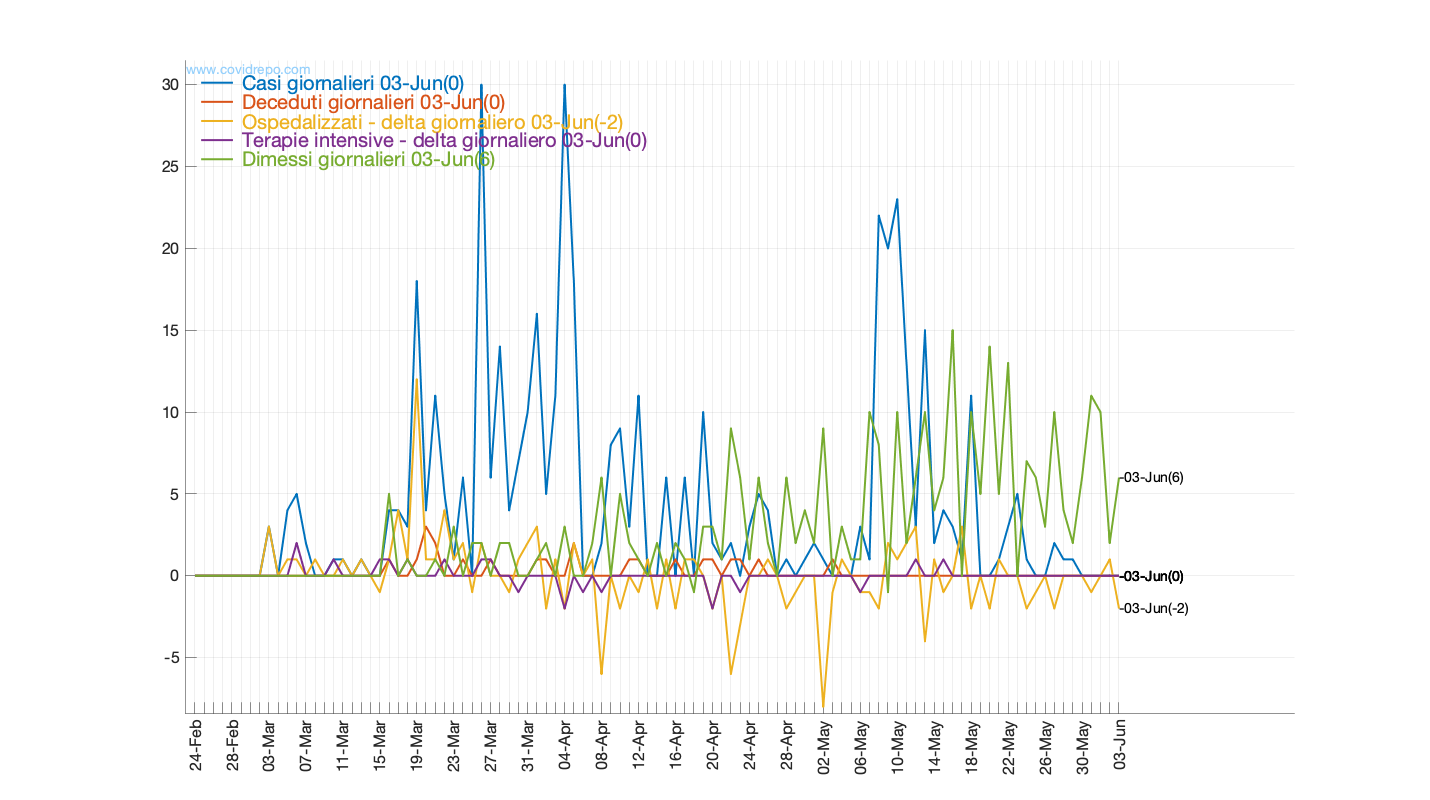 www.covidrepo.com
Casi giornalieri 03-Jun(0)
Deceduti giornalieri 03-Jun(0)
Ospedalizzati - delta giornaliero 03-Jun(-2)
Terapie intensive - delta giornaliero 03-Jun(0)
Dimessi giornalieri 03-Jun(6)
30
25
20
15
10
5
0
-5
-03-Jun(6)
-03-Jun(0)
-03-Jun(-2)
24-Feb
28-Feb
03-Mar
07-Mar
11-Mar
15-Mar
19-Mar
23-Mar
27-Mar
31-Mar
04-Apr
08-Apr
12-Apr
16-Apr
20-Apr
24-Apr
28-Apr
02-May
06-May
10-May
14-May
18-May
22-May
26-May
30-May
03-Jun